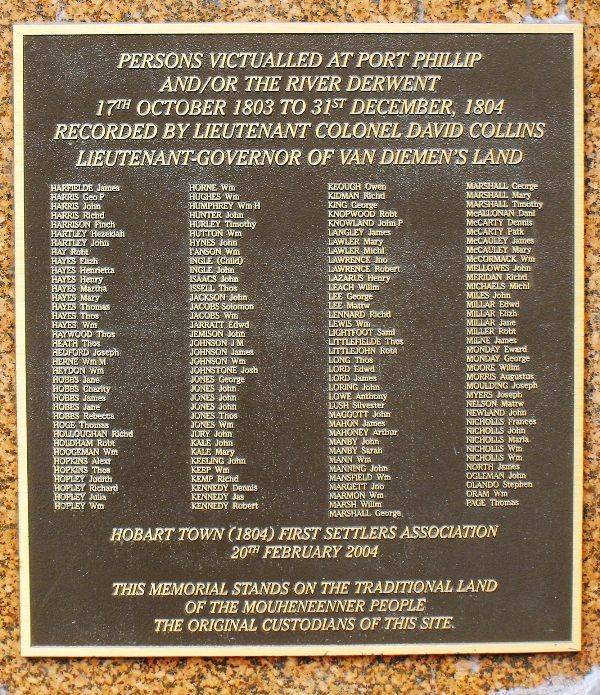 PERSONS VICTUALLED AT PORT PHILLIP
AND/OR THE RIVER DERWENT
17TH OCTOBER 1803 TO 31ST DECEMBER, 1804
RECORDED BY LIEUTENANT COLONEL DAVID COLLINS
LIEUTENANT-GOVERNOR OF VAN DIEMEN'S LAND
HARFIELDE James
HARRIS Geo P
HARRIS John
HARRIS Richd
HARRISON Finch
HARTLEY Hezekiah
HARTLEY John
HAY Robt
HAYES Elizh
HAYES Henrietta
HAYES Henry
HAYES Martha
HAYES Mary
HAYES Thomas
HAYES Thos
HAYES Wm
HAYWOOD Thos
HEATH Thos
HEDFORD Joseph
HERNE Wm M
HEYDON Wm
HOBBS Jane
HOBBS Charity
HOBBS James
HOBBS Jane
HOBBS Rebecca
HOGE Thomas
HOLLOUGHAN Richd
HOLDHAM Robt
HOOGEMAN Wm
HOPKINS Alexr
HOPKINS Thos
HOPLEY Judith
HOPLEY Richard
HOPLEY Julia
HOPLEY Wm
HORNE Wm
HUGHES Wm
HUMPHREY Wm H
HUNTER John
HURLEY Timothy
HUTTON Wm
HYNES John
IANSON Wm
INGLE (Child)
INGLE John
ISAACS John
ISSELL Thos
JACKSON John
JACOBS Solomon
JACOBS Wm
JARRATT Edwd
JEMISON John
JOHNSON J M
JOHNSON James
JOHNSON Wm
JOHNSTONE Josh
JONES George
JONES John
JONES John
JONES John
JONES Thos
JONES Wm
JURY John
KALE John
KALE Mary
KEELING John
KEEP Wm
KEMP Richd
KENNEDY Dennis
KENNEDY Jas
KENNEDY Robert
KEOUGH Owen
KIDMAN Richd
KING George
KNOPWOOD Robt
KNOWLAND John P
LANGLEY James
LAWLER Mary
LAWLER Michl
LAWRENCE Jno
LAWRENCE Robert
LAZARUS Henry
LEACH Willm
LEE George
LEE Mattw
LENNARD Richd
LEWIS Wm
LIGHTFOOT Saml
LITTLEFIELDE Thos
LITTLEJOHN Robt
LONG Thos
LORD Edwd
LORD James
LORING John
LOWE Anthony
LUSH Silvester
MAGGOTT John
MAHON James
MAHONEY Arthur
MANBY John
MANBY Sarah
MANN Wm
MANNING John
MANSFIELD Wm
MARGETT Jno
MARMON Wm
MARSH Willm
MARSHALL George
MARSHALL George
MARSHALL Mary
MARSHALL Timothy
McALLONAN Danl
McCARTY Dennis
McCARTY Patk
McCAULEY James
McCAULEY Mary
McCORMACK Wm
MELLOWES John
MERIDAN Richd
MICHAELS Michl
MILES John
MILLAR Edwd
MILLAR Elizh
MILLAR Jane
MILLER Robt
MILNE James
MONDAY Eward
MONDAY George
MOORE Willm
MORRIS Augustus
MOULDING Joseph
MYERS Joseph
NELSON Mattw
NEWLAND John
NICHOLLS Frances
NICHOLLS John
NICHOLLS Maria
NICHOLLS Wm
NICHOLLS Wm
NORTH James
OGLEMAN John
OLANDO Stephen
ORAM Wm
PAGE Thomas
HOBART TOWN (1804) FIRST SETTLERS ASSOCIATION
20TH FEBRUARY 2004
THIS MEMORIAL STANDS ON THE TRADITIONAL LAND
OF THE MOUHENEENNER PEOPLE
THE ORIGINAL CUSTODIANS OF THIS SITE.